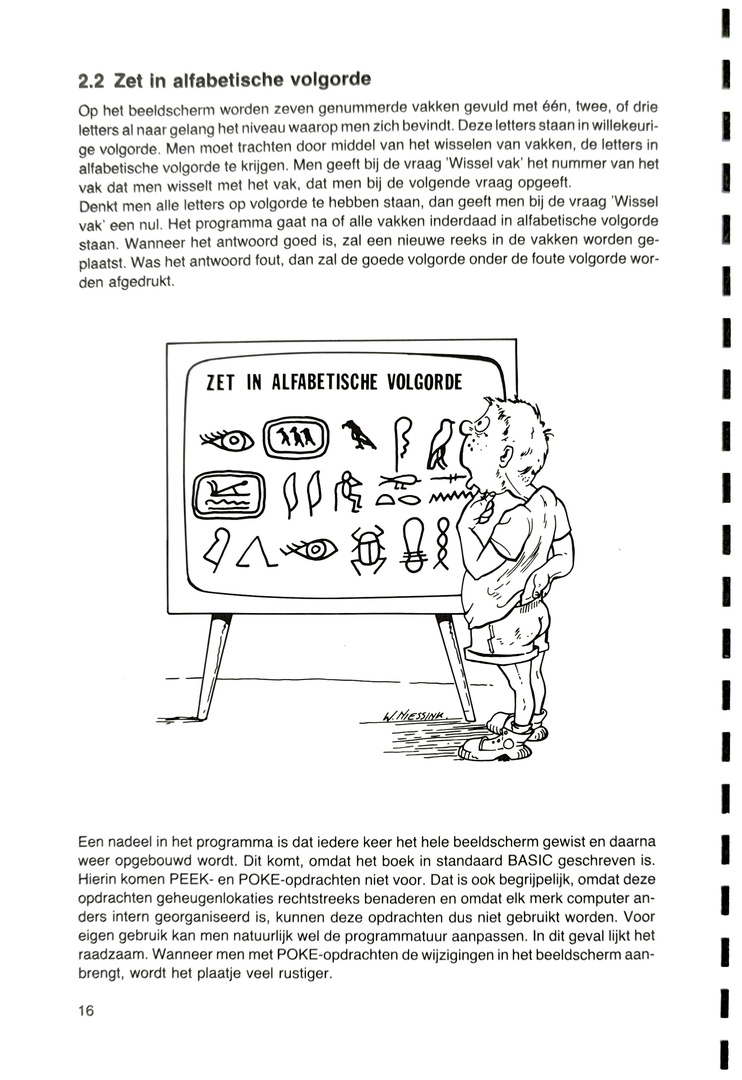 2.2 Zet in alfabetische volgorde
Op het beeldscherm worden zeven genummerde vakken gevuld met één, twee, of drie
letters al naar gelang het niveau waarop men zich bevindt. Deze letters staan in willekeuri-
ge volgorde. Men moet trachten door middel van het wisselen van vakken, de letters in
alfabetische volgorde te krijgen. Men geeft bij de vraag 'Wissel vak' het nummer van het
vak dat men wisselt met het vak, dat men bij de volgende vraag opgeeft.
Denkt men alle letters op volgorde te hebben staan, dan geeft men bij de vraag 'Wissel
vak' een nul. Het programma gaat na of alle vakken inderdaad in alfabetische volgorde
staan. Wanneer het antwoord goed is, zal een nieuwe reeks in de vakken worden ge-
plaatst. Was het antwoord fout, dan zal de goede volgorde onder de foute volgorde wor-
den afgedrukt.
ZET IN ALFABETISCHE VOLGORDE
W. NIESSINK
Een nadeel in het programma is dat iedere keer het hele beeldscherm gewist en daarna
weer opgebouwd wordt. Dit komt, omdat het boek in standaard BASIC geschreven is.
Hierin komen PEEK- en POKE-opdrachten niet voor. Dat is ook begrijpelijk, omdat deze
opdrachten geheugenlokaties rechtstreeks benaderen en omdat elk merk computer an-
ders intern georganiseerd is, kunnen deze opdrachten dus niet gebruikt worden. Voor
eigen gebruik kan men natuurlijk wel de programmatuur aanpassen. In dit geval lijkt het
raadzaam. Wanneer men met POKE-opdrachten de wijzigingen in het beeldscherm aan-
brengt, wordt het plaatje veel rustiger.
16